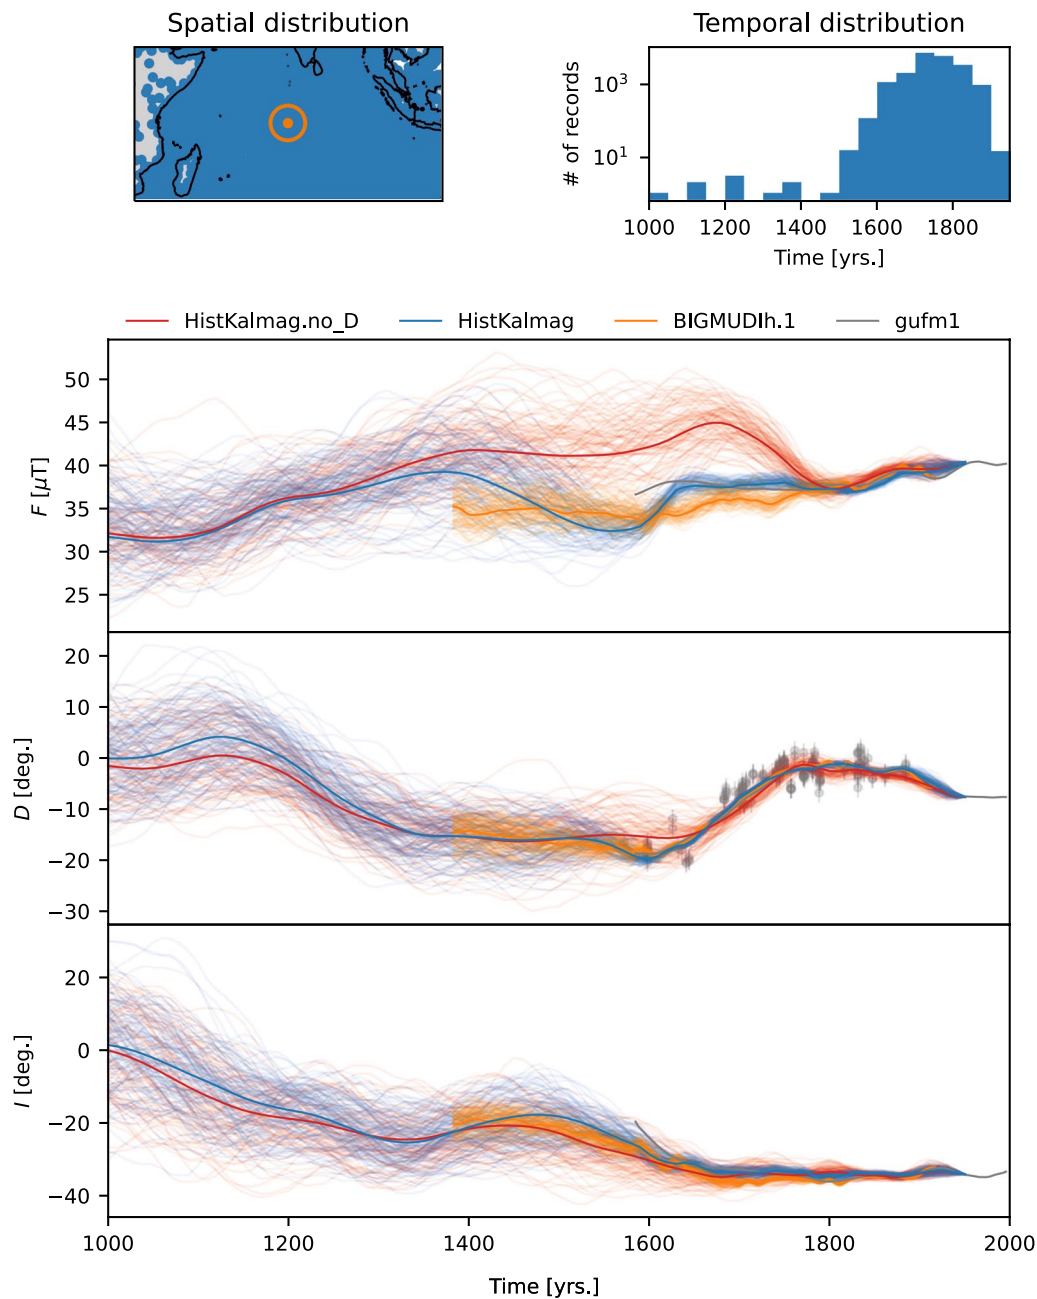 Spatial distribution
Temporal distribution
# of records
10³
10¹
1000 1200 1400 1600 1800
Time [yrs.]
HistKalmag.no_D HistKalmag BIGMUDIh.1 gufm1
F [μT]
50
45
40
35
30
25
D [deg.]
20
10
0
−10
−20
−30
I [deg.]
20
0
−20
−40
1000 1200 1400 1600 1800 2000
Time [yrs.]